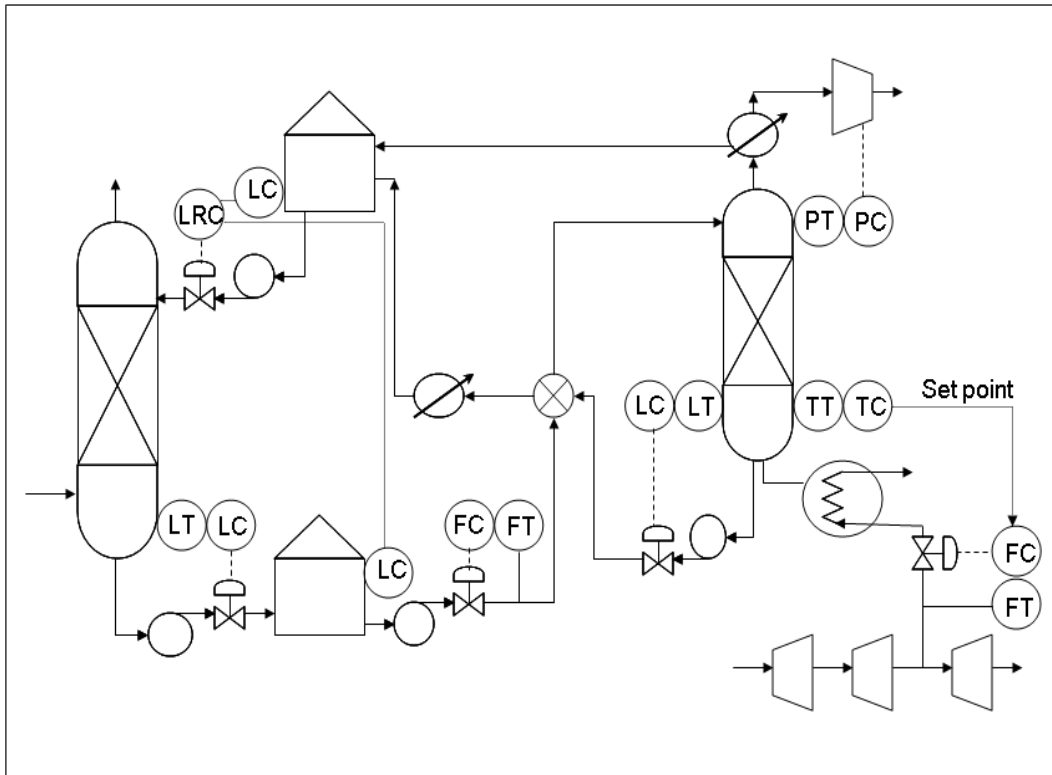 LC
LRC
PT PC
LC LT
TT TC
Set point
LT LC
FC FT
LC
FC
FT